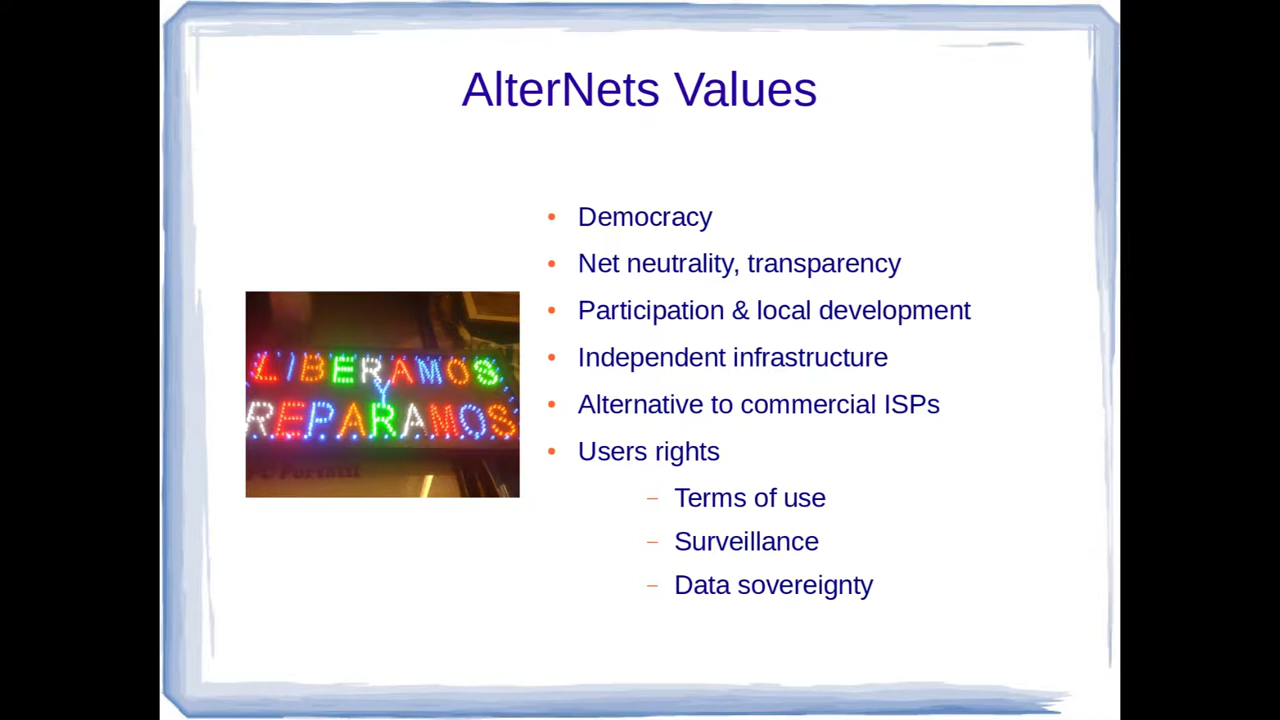 AlterNets Values
LIBERAMOS
Y
REPARAMOS
• Democracy
• Net neutrality, transparency
• Participation & local development
• Independent infrastructure
• Alternative to commercial ISPs
• Users rights
– Terms of use
– Surveillance
– Data sovereignty